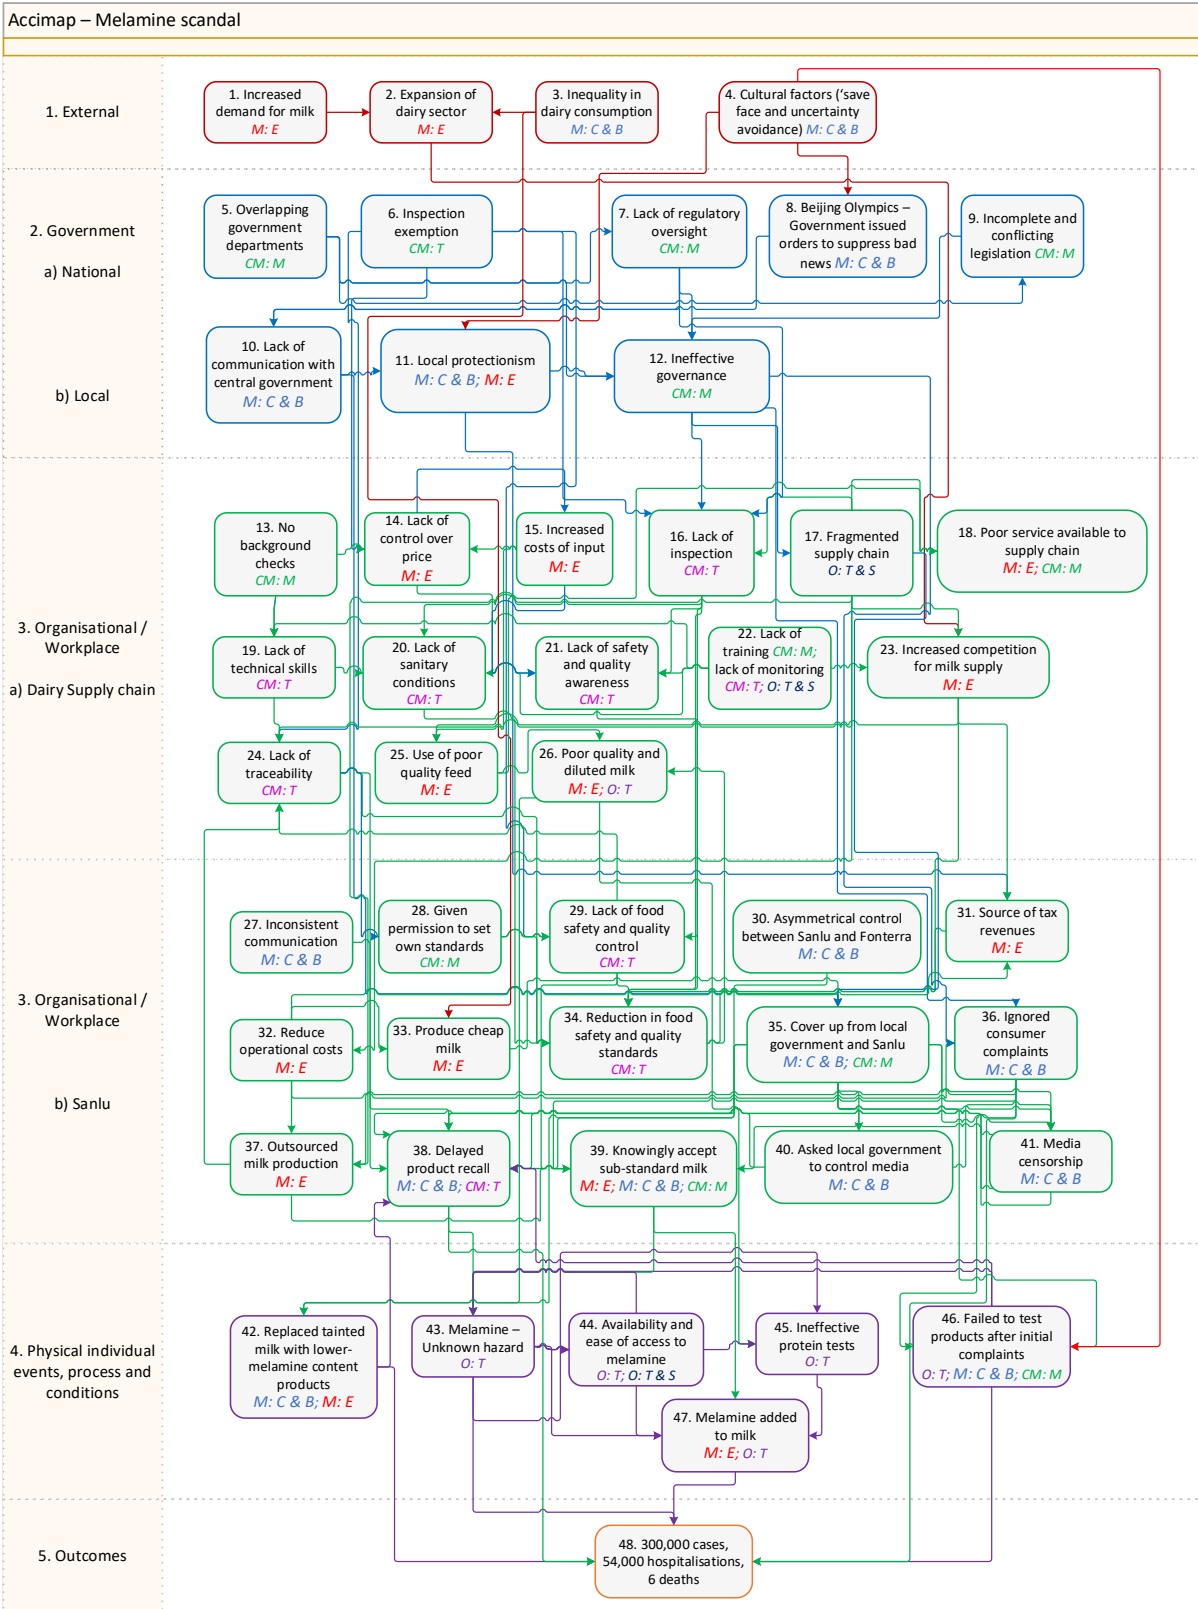 Accimap – Melamine scandal
1. External
1. Increased
demand for milk
M: E
2. Expansion of
dairy sector
M: E
3. Inequality in
dairy consumption
M: C & B
4. Cultural factors (‘save
face and uncertainty
avoidance) M: C & B
2. Government
a) National
5. Overlapping
government
departments
CM: M
6. Inspection
exemption
CM: T
7. Lack of regulatory
oversight
CM: M
8. Beijing Olympics –
Government issued
orders to suppress bad
news M: C & B
9. Incomplete and
conflicting
legislation CM: M
b) Local
10. Lack of
communication with
central government
M: C & B
11. Local protectionism
M: C & B; M: E
12. Ineffective
governance
CM: M
3. Organisational /
Workplace
a) Dairy Supply chain
13. No
background
checks
CM: M
14. Lack of
control over
price
M: E
15. Increased
costs of input
M: E
16. Lack of
inspection
CM: T
17. Fragmented
supply chain
O: T & S
18. Poor service available to
supply chain
M: E; CM: M
19. Lack of
technical skills
CM: T
20. Lack of
sanitary
conditions
CM: T
21. Lack of safety
and quality
awareness
CM: T
22. Lack of
training CM: M;
lack of monitoring
CM: T; O: T & S
23. Increased competition
for milk supply
M: E
24. Lack of
traceability
CM: T
25. Use of poor
quality feed
M: E
26. Poor quality and
diluted milk
M: E; O: T
3. Organisational /
Workplace
b) Sanlu
27. Inconsistent
communication
M: C & B
28. Given
permission to set
own standards
CM: M
29. Lack of food
safety and quality
control
CM: T
30. Asymmetrical control
between Sanlu and Fonterra
M: C & B
31. Source of tax
revenues
M: E
32. Reduce
operational costs
M: E
33. Produce cheap
milk
M: E
34. Reduction in food
safety and quality
standards
CM: T
35. Cover up from local
government and Sanlu
M: C & B; CM: M
36. Ignored
consumer
complaints
M: C & B
37. Outsourced
milk production
M: E
38. Delayed
product recall
M: C & B; CM: T
39. Knowingly accept
sub-standard milk
M: E; M: C & B; CM: M
40. Asked local government
to control media
M: C & B
41. Media
censorship
M: C & B
4. Physical individual
events, process and
conditions
42. Replaced tainted
milk with lower-
melamine content
products
M: C & B; M: E
43. Melamine –
Unknown hazard
O: T
44. Availability and
ease of access to
melamine
O: T; O: T & S
45. Ineffective
protein tests
O: T
46. Failed to test
products after initial
complaints
O: T; M: C & B; CM: M
47. Melamine added
to milk
M: E; O: T
5. Outcomes
48. 300,000 cases,
54,000 hospitalisations,
6 deaths